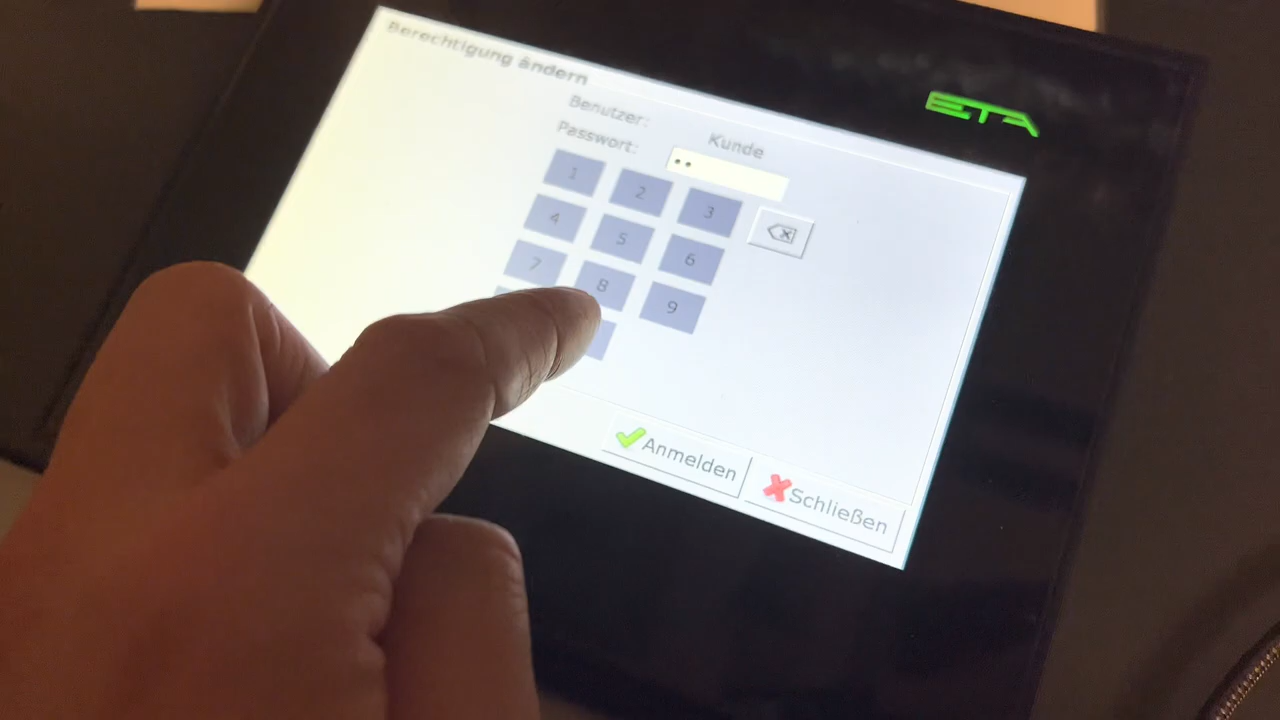 Berechtigung ändern
ETA
Benutzer:
Kunde
Passwort:
••
1 2 3
4 5 6
7 8 9
Anmelden
Schließen